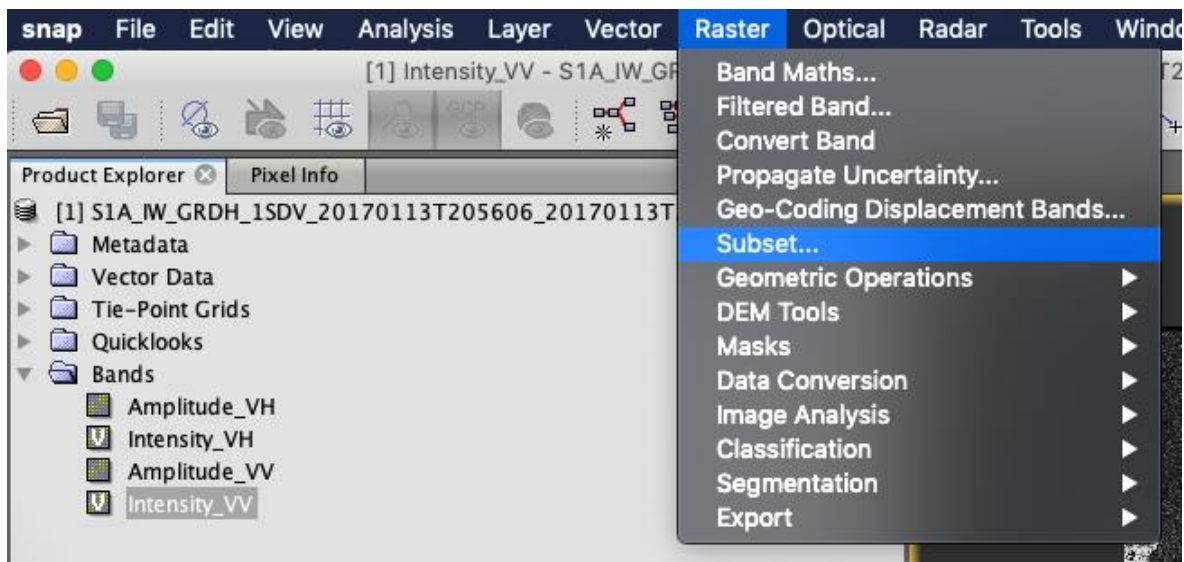 snap File Edit View Analysis Layer Vector Raster Optical Radar Tools
[1] Intensity_VV - S1A_IW_GR
Product Explorer Pixel Info
[1] S1A_IW_GRDH_1SDV_20170113T205606_20170113T
Metadata
Vector Data
Tie-Point Grids
Quicklooks
Bands
Amplitude_VH
Intensity_VH
Amplitude_VV
Intensity_VV
Band Maths...
Filtered Band...
Convert Band
Propagate Uncertainty...
Geo-Coding Displacement Bands...
Subset...
Geometric Operations
DEM Tools
Masks
Data Conversion
Image Analysis
Classification
Segmentation
Export